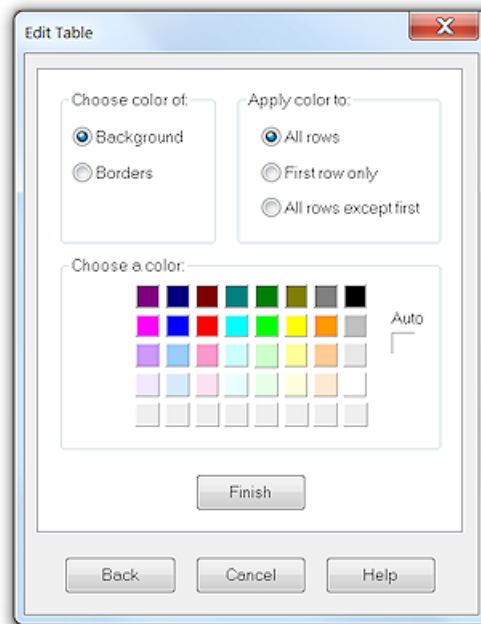 Edit Table
Choose color of:
Background
Borders
Apply color to:
All rows
First row only
All rows except first
Choose a color:
Auto
Finish
Back
Cancel
Help